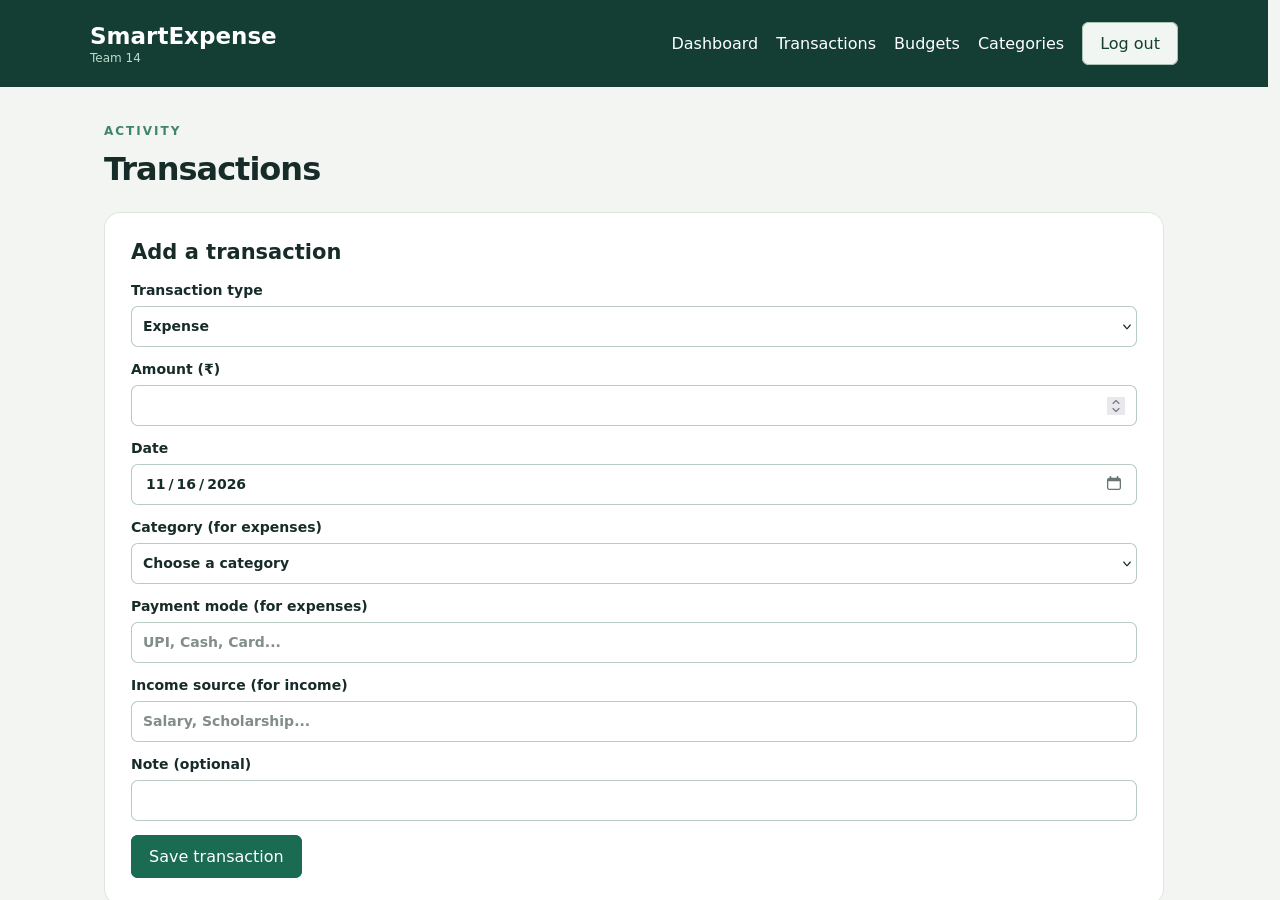 SmartExpense
Team 14
Dashboard Transactions Budgets Categories Log out
ACTIVITY
Transactions
Add a transaction
Transaction type
Expense
Amount (₹)
Date
11/16/2026
Category (for expenses)
Choose a category
Payment mode (for expenses)
UPI, Cash, Card...
Income source (for income)
Salary, Scholarship...
Note (optional)
Save transaction